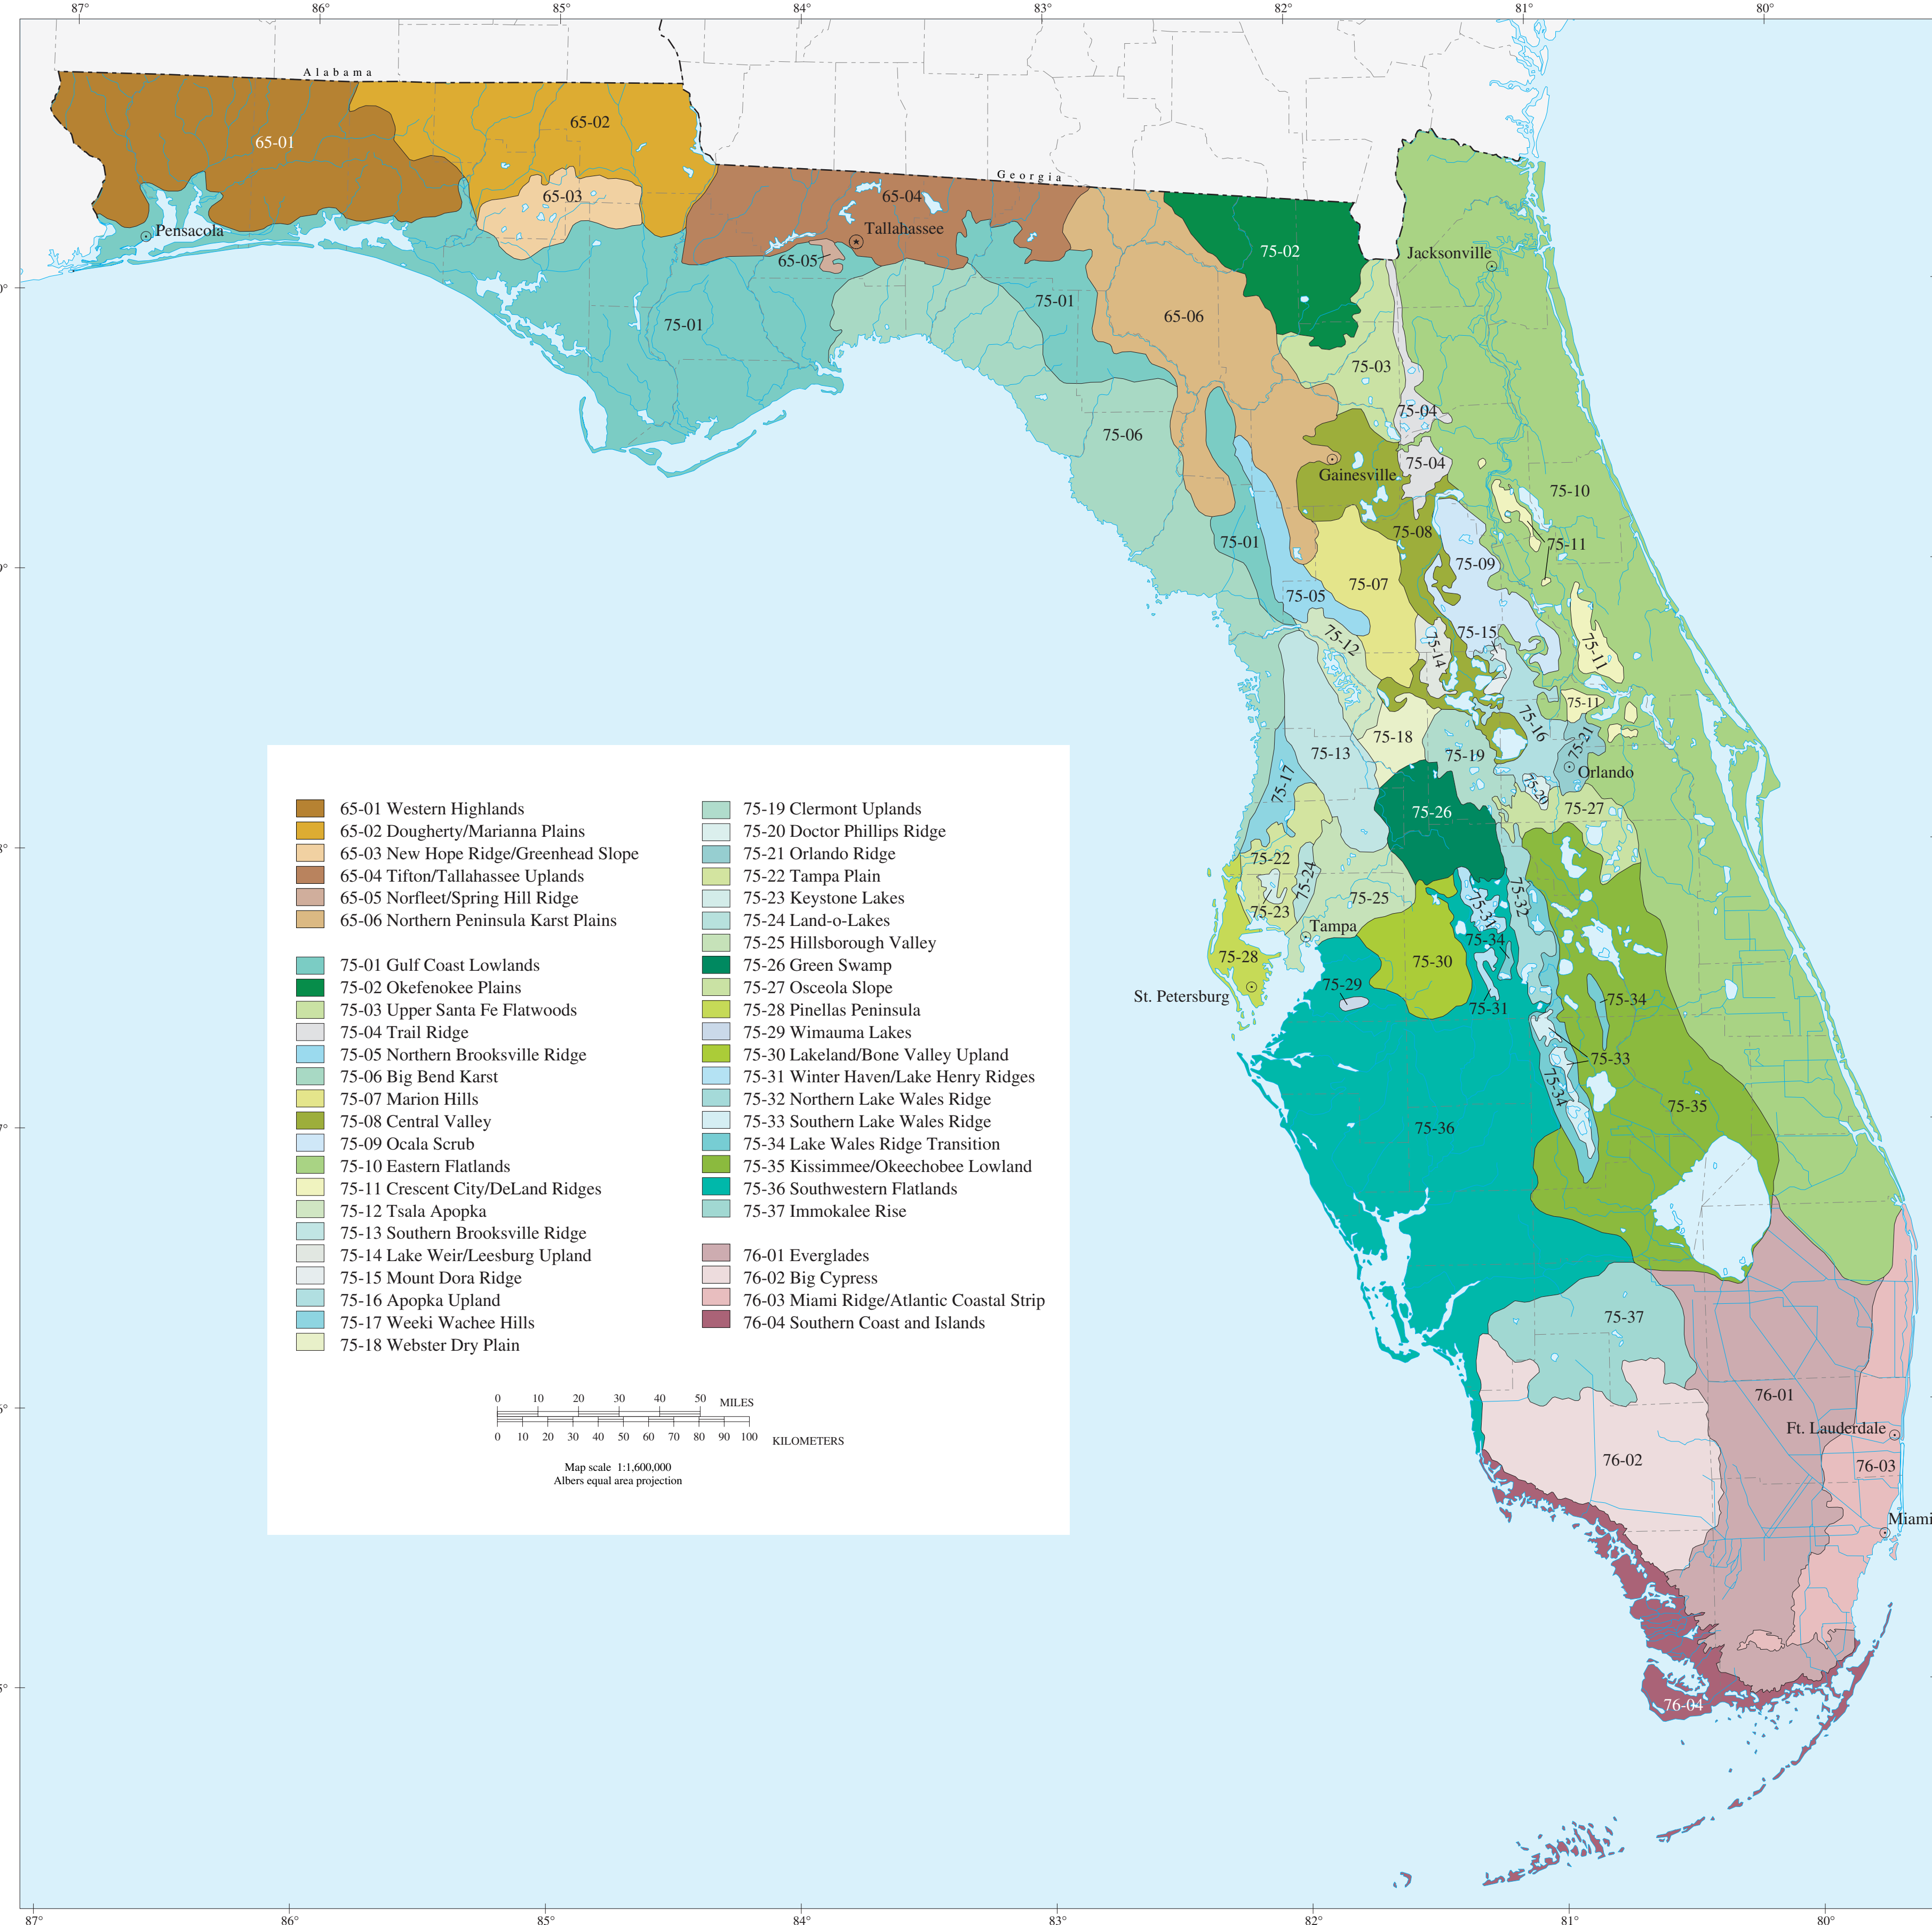 87° 86° 85° 84° 83° 82° 81° 80°
Alabama
65-02
65-01
Georgia
65-03
65-04
Pensacola
Tallahassee
75-02
Jacksonville
65-05
75-01
65-06
75-01
75-03
75-04
75-06
75-04
Gainesville
75-10
75-08
75-01
75-11
75-09
75-07
75-05
75-15
75-12
75-14
75-11
75-11
75-16
75-18
75-21
75-13
75-19
Orlando
75-17
75-20
75-27
75-26
75-22
75-24
75-32
75-25
75-23
75-31
Tampa
75-34
75-28
75-30
75-29
St. Petersburg
75-34
75-31
75-33
75-34
75-35
75-36
75-37
76-01
Ft. Lauderdale
76-02
76-03
Miami
76-04
65-01 Western Highlands
65-02 Dougherty/Marianna Plains
65-03 New Hope Ridge/Greenhead Slope
65-04 Tifton/Tallahassee Uplands
65-05 Norfleet/Spring Hill Ridge
65-06 Northern Peninsula Karst Plains
75-01 Gulf Coast Lowlands
75-02 Okefenokee Plains
75-03 Upper Santa Fe Flatwoods
75-04 Trail Ridge
75-05 Northern Brooksville Ridge
75-06 Big Bend Karst
75-07 Marion Hills
75-08 Central Valley
75-09 Ocala Scrub
75-10 Eastern Flatlands
75-11 Crescent City/DeLand Ridges
75-12 Tsala Apopka
75-13 Southern Brooksville Ridge
75-14 Lake Weir/Leesburg Upland
75-15 Mount Dora Ridge
75-16 Apopka Upland
75-17 Weeki Wachee Hills
75-18 Webster Dry Plain
75-19 Clermont Uplands
75-20 Doctor Phillips Ridge
75-21 Orlando Ridge
75-22 Tampa Plain
75-23 Keystone Lakes
75-24 Land-o-Lakes
75-25 Hillsborough Valley
75-26 Green Swamp
75-27 Osceola Slope
75-28 Pinellas Peninsula
75-29 Wimauma Lakes
75-30 Lakeland/Bone Valley Upland
75-31 Winter Haven/Lake Henry Ridges
75-32 Northern Lake Wales Ridge
75-33 Southern Lake Wales Ridge
75-34 Lake Wales Ridge Transition
75-35 Kissimmee/Okeechobee Lowland
75-36 Southwestern Flatlands
75-37 Immokalee Rise
76-01 Everglades
76-02 Big Cypress
76-03 Miami Ridge/Atlantic Coastal Strip
76-04 Southern Coast and Islands
0 10 20 30 40 50 MILES
0 10 20 30 40 50 60 70 80 90 100 KILOMETERS
Map scale 1:1,600,000
Albers equal area projection
87° 86° 85° 84° 83° 82° 81° 80°